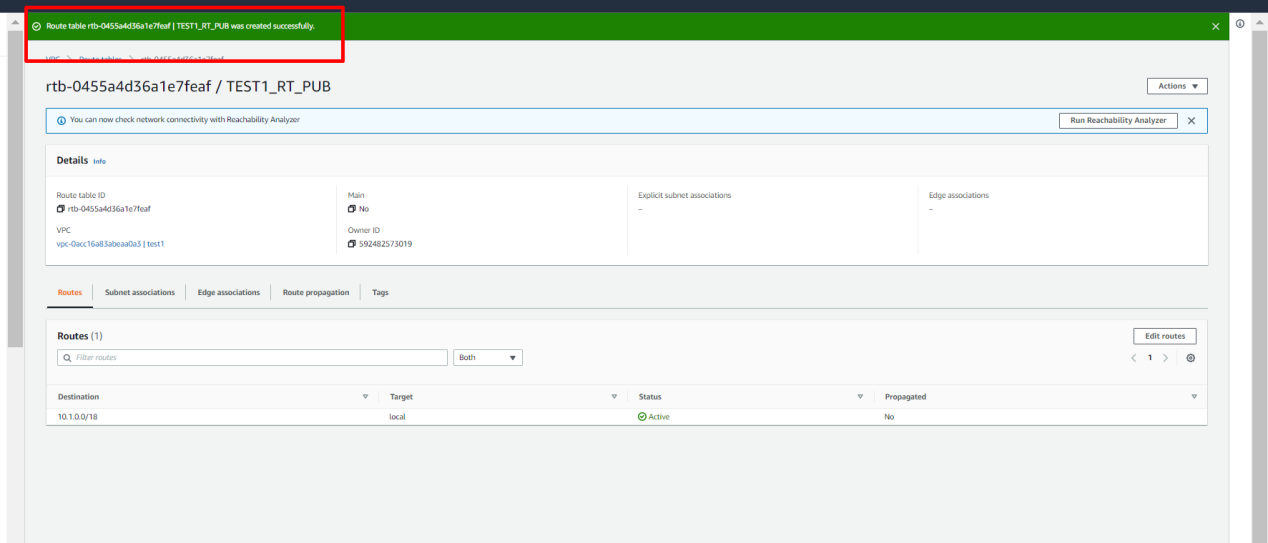 Route table rtb-0455a4d36a1e7feaf | TEST1_RT_PUB was created successfully.
VPC > Route tables > rtb-0455a4d36a1e7feaf
rtb-0455a4d36a1e7feaf / TEST1_RT_PUB
Actions
You can now check network connectivity with Reachability Analyzer
Run Reachability Analyzer
Details Info
Route table ID
rtb-0455a4d36a1e7feaf
Main
No
Explicit subnet associations
–
Edge associations
–
VPC
vpc-0acc16a83abeaa0a3 | test1
Owner ID
592482573019
Routes Subnet associations Edge associations Route propagation Tags
Routes (1)
Edit routes
Filter routes
Both
1
Destination Target Status Propagated
10.1.0.0/18 local Active No